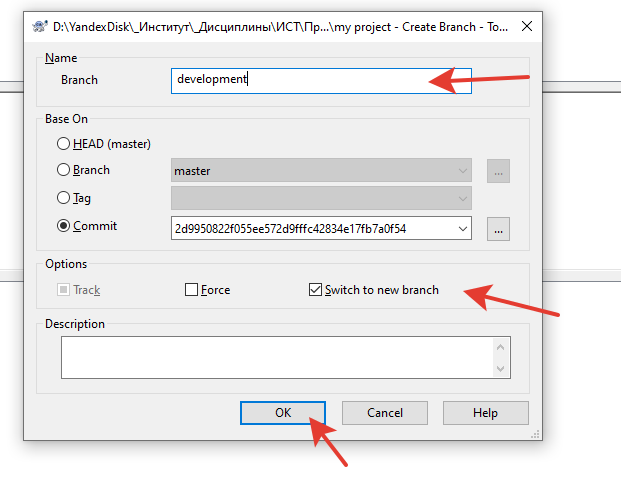 D:\YandexDisk\_Институт\_Дисциплины\ИСТ\Пр...\my project - Create Branch - To...
Name
Branch
development
Base On
HEAD (master)
Branch
master
...
Tag
Commit
2d9950822f055ee572d9fffc42834e17fb7a0f54
...
Options
Track
Force
Switch to new branch
Description
OK
Cancel
Help